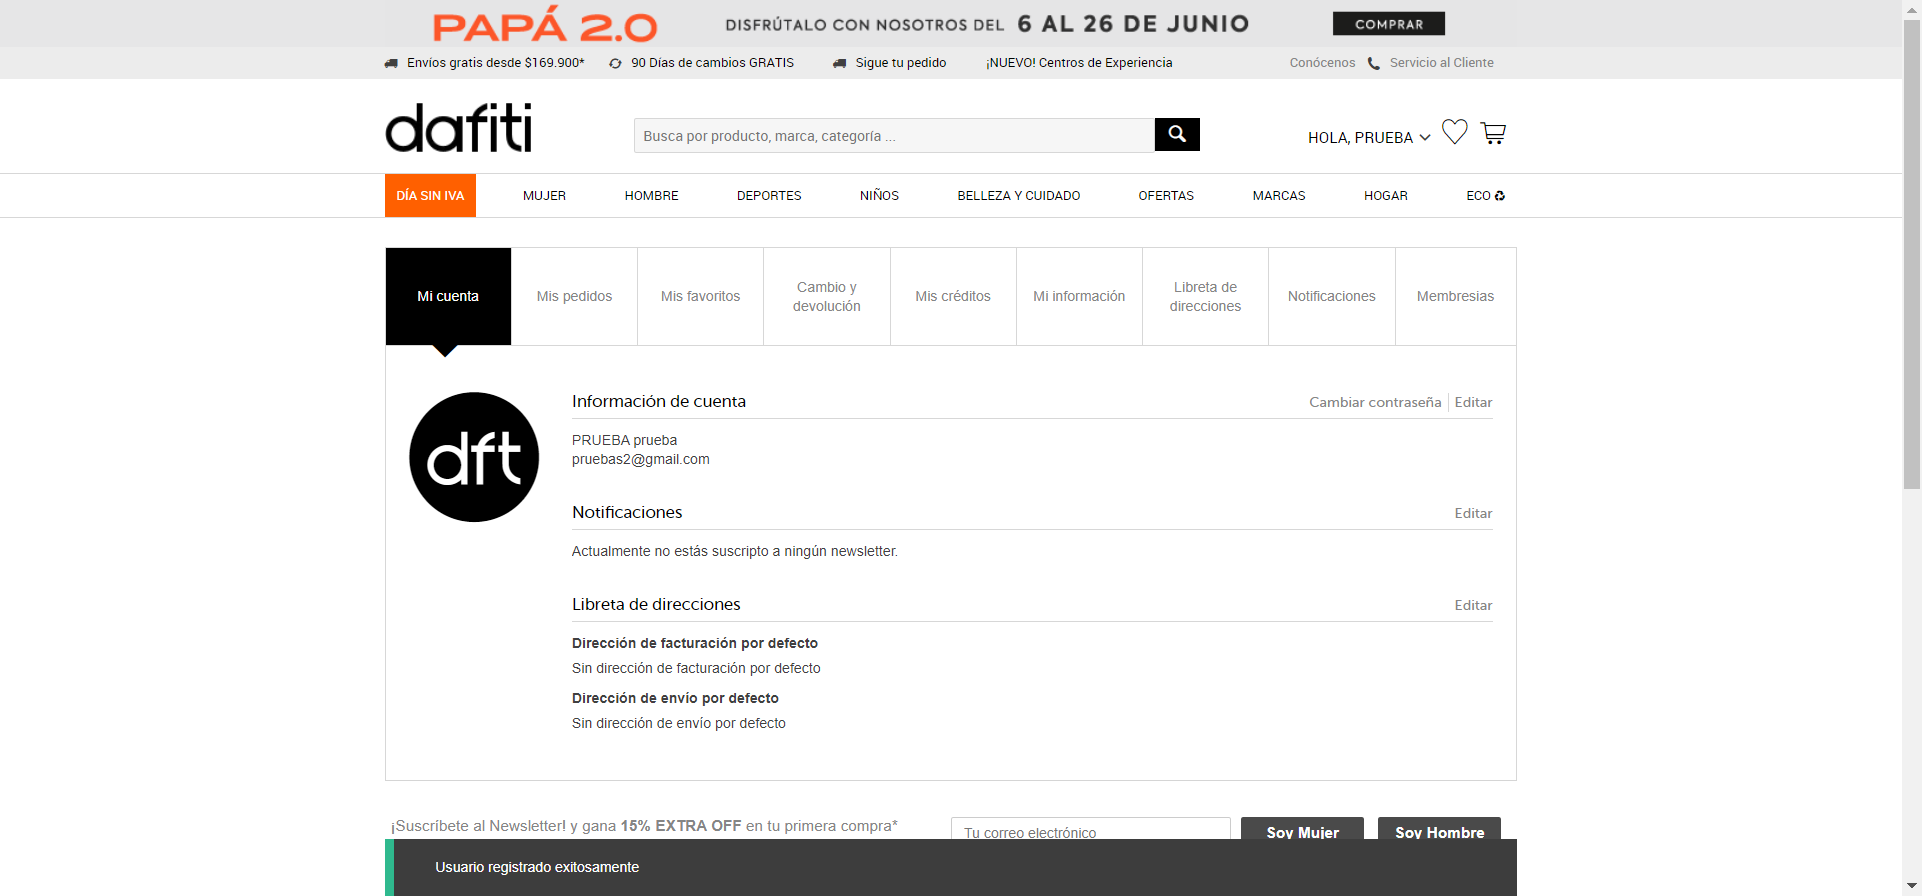 PAPÁ 2.0 DISFRÚTALO CON NOSOTROS DEL 6 AL 26 DE JUNIO COMPRAR
Envíos gratis desde $169.900* 90 Días de cambios GRATIS Sigue tu pedido ¡NUEVO! Centros de Experiencia Conócenos Servicio al Cliente
dafiti
Busca por producto, marca, categoría ...
HOLA, PRUEBA
DÍA SIN IVA MUJER HOMBRE DEPORTES NIÑOS BELLEZA Y CUIDADO OFERTAS MARCAS HOGAR ECO
Mi cuenta
Mis pedidos
Mis favoritos
Cambio y
devolución
Mis créditos
Mi información
Libreta de
direcciones
Notificaciones
Membresias
dft
Información de cuenta
Cambiar contraseña Editar
PRUEBA prueba
pruebas2@gmail.com
Notificaciones Editar
Actualmente no estás suscripto a ningún newsletter.
Libreta de direcciones Editar
Dirección de facturación por defecto
Sin dirección de facturación por defecto
Dirección de envío por defecto
Sin dirección de envío por defecto
¡Suscríbete al Newsletter! y gana 15% EXTRA OFF en tu primera compra*
Tu correo electrónico
Soy Mujer
Soy Hombre
Usuario registrado exitosamente